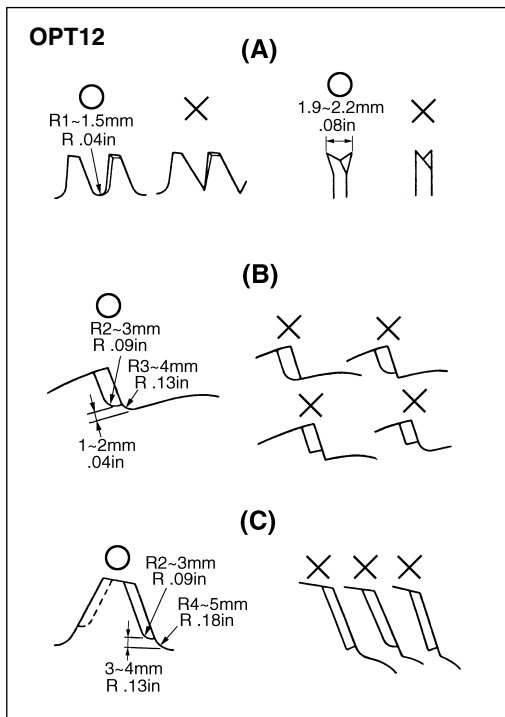 OPT12
(A)
R1~1.5mm
R .04in
1.9~2.2mm
.08in
(B)
R2~3mm
R .09in
R3~4mm
R .13in
1~2mm
.04in
(C)
R2~3mm
R .09in
R4~5mm
R .18in
3~4mm
R .13in